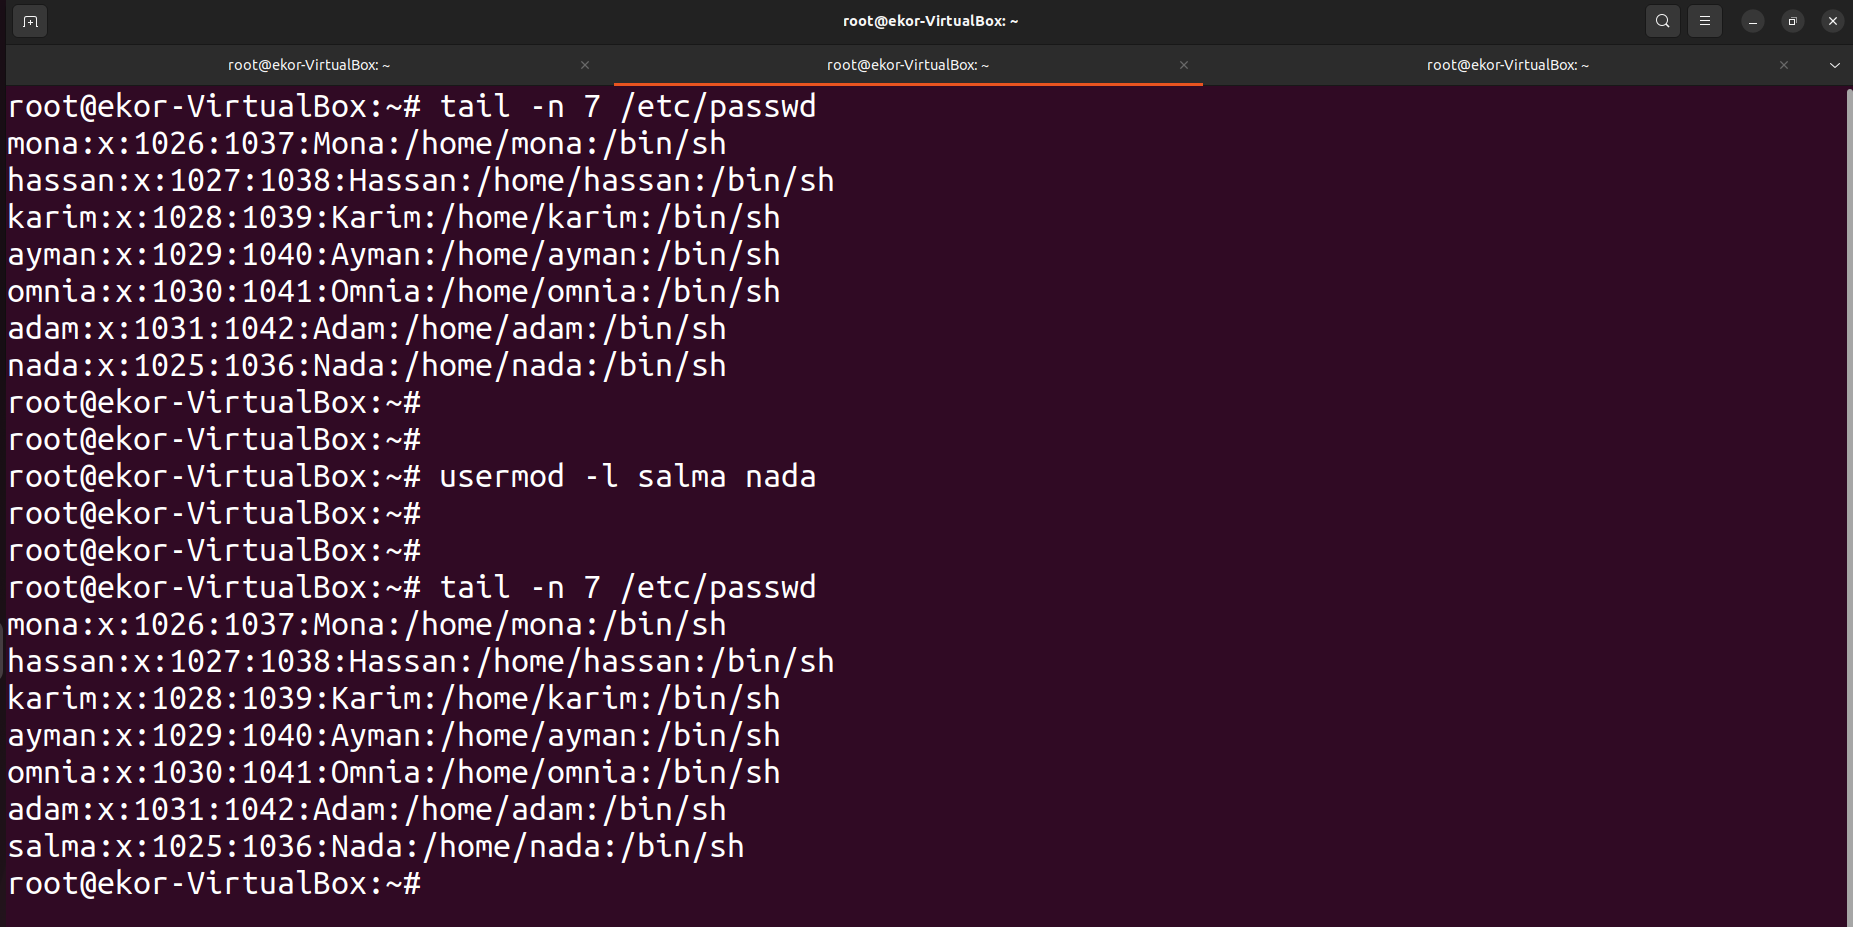 root@ekor-VirtualBox: ~
root@ekor-VirtualBox: ~
root@ekor-VirtualBox: ~
root@ekor-VirtualBox: ~
root@ekor-VirtualBox:~# tail -n 7 /etc/passwd
mona:x:1026:1037:Mona:/home/mona:/bin/sh
hassan:x:1027:1038:Hassan:/home/hassan:/bin/sh
karim:x:1028:1039:Karim:/home/karim:/bin/sh
ayman:x:1029:1040:Ayman:/home/ayman:/bin/sh
omnia:x:1030:1041:Omnia:/home/omnia:/bin/sh
adam:x:1031:1042:Adam:/home/adam:/bin/sh
nada:x:1025:1036:Nada:/home/nada:/bin/sh
root@ekor-VirtualBox:~#
root@ekor-VirtualBox:~#
root@ekor-VirtualBox:~# usermod -l salma nada
root@ekor-VirtualBox:~#
root@ekor-VirtualBox:~#
root@ekor-VirtualBox:~# tail -n 7 /etc/passwd
mona:x:1026:1037:Mona:/home/mona:/bin/sh
hassan:x:1027:1038:Hassan:/home/hassan:/bin/sh
karim:x:1028:1039:Karim:/home/karim:/bin/sh
ayman:x:1029:1040:Ayman:/home/ayman:/bin/sh
omnia:x:1030:1041:Omnia:/home/omnia:/bin/sh
adam:x:1031:1042:Adam:/home/adam:/bin/sh
salma:x:1025:1036:Nada:/home/nada:/bin/sh
root@ekor-VirtualBox:~#